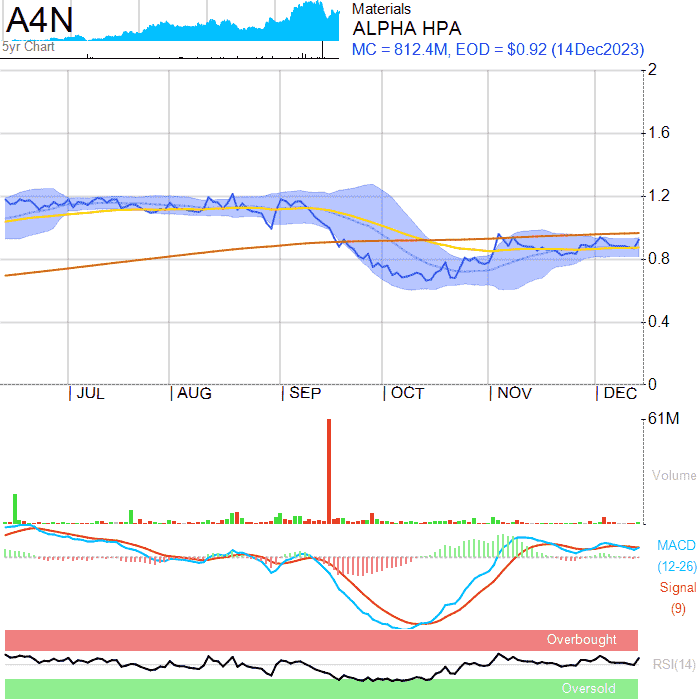 A4N
5yr Chart
Materials
ALPHA HPA
MC = 812.4M, EOD = $0.92 (14Dec2023)
2
1.6
1.2
0.8
0.4
0
JUL AUG SEP OCT NOV DEC
61M
Volume
MACD
(12-26)
Signal
(9)
Overbought
RSI(14)
Oversold